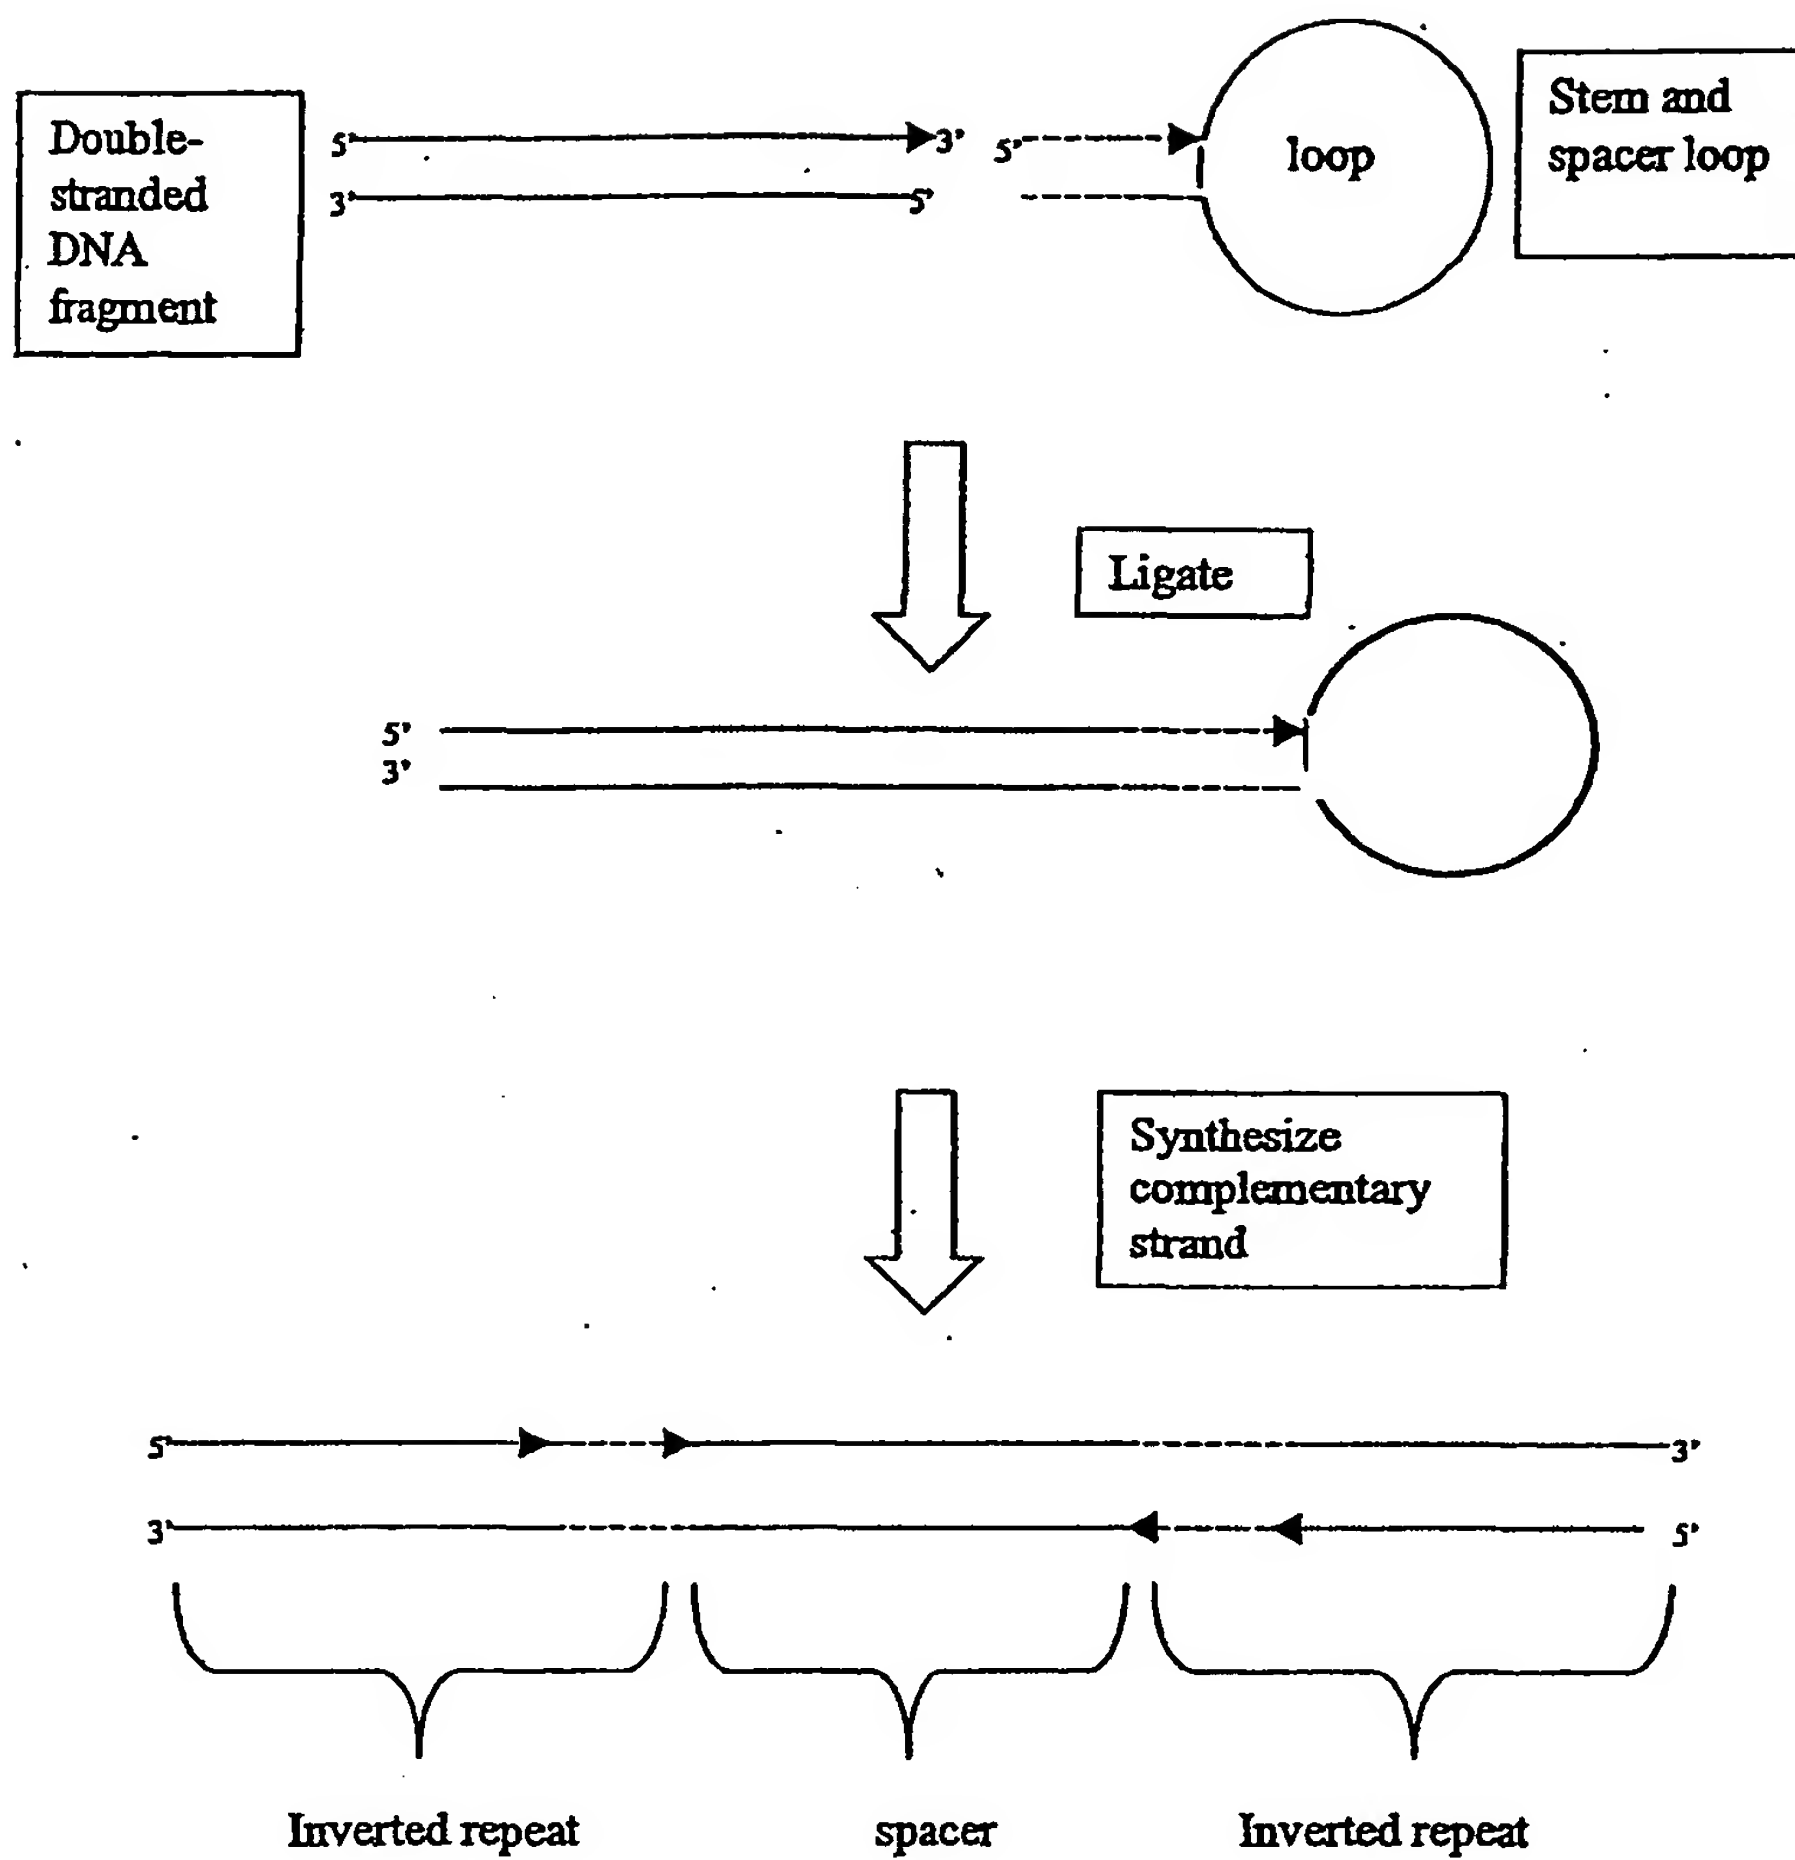 Double-
stranded
DNA
fragment
5' 3' 5'
3' 5'
loop
Stem and
spacer loop
Ligate
5'
3'
Synthesize
complementary
strand
5' 3'
3' 5'
Inverted repeat spacer Inverted repeat